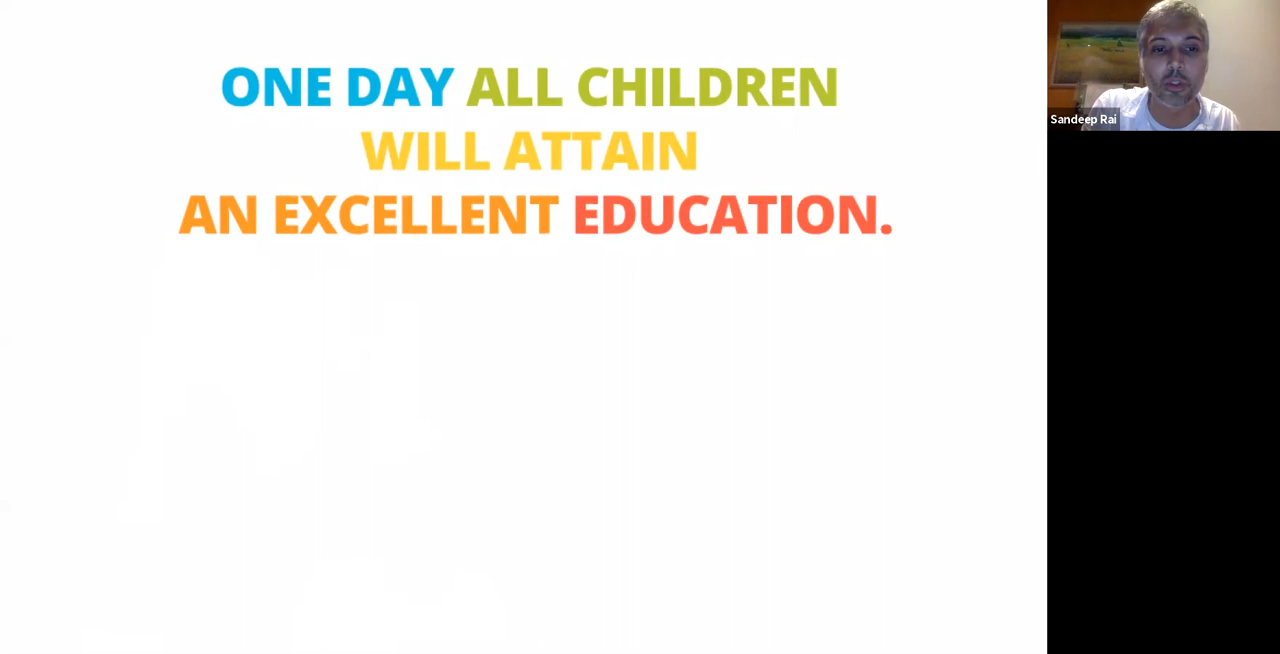 ONE DAY ALL CHILDREN
WILL ATTAIN
AN EXCELLENT EDUCATION.
Sandeep Rai